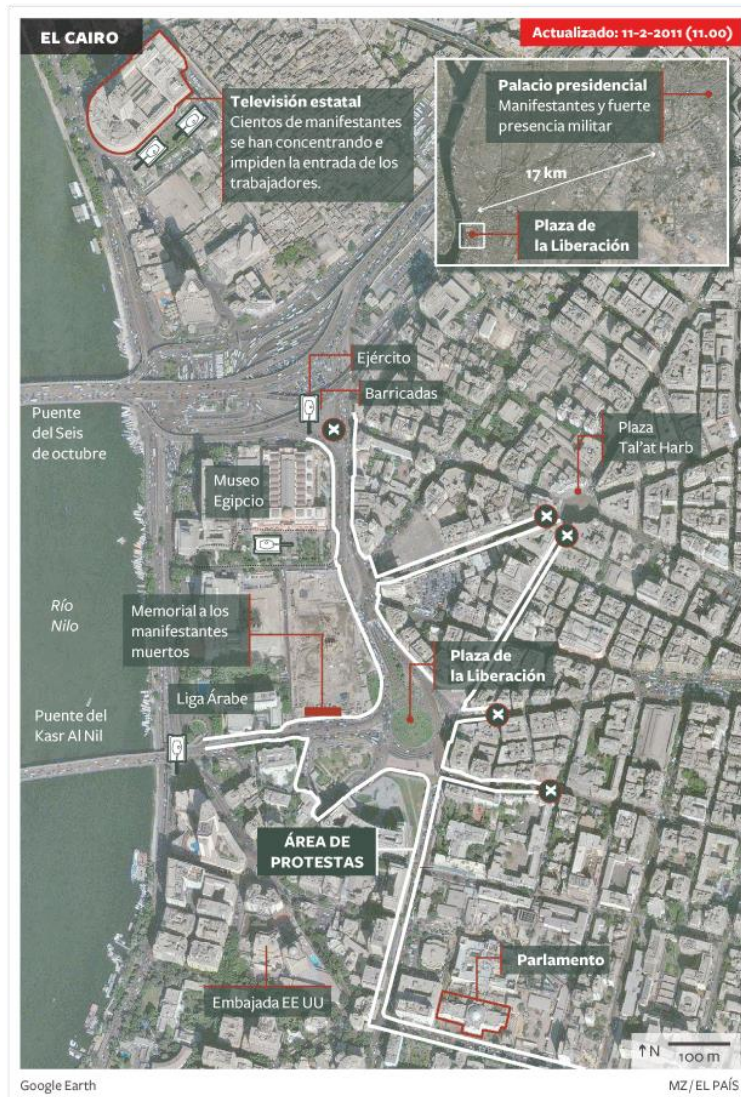 EL CAIRO
Actualizado: 11-2-2011 (11.00)
Televisión estatal
Cientos de manifestantes
se han concentrando e
impiden la entrada de los
trabajadores.
Palacio presidencial
Manifestantes y fuerte
presencia militar
17 km
Plaza de
la Liberación
Ejército
Barricadas
Puente
del Seis
de octubre
Plaza
Tal'at Harb
Museo
Egipcio
Río
Nilo
Memorial a los
manifestantes
muertos
Plaza de
la Liberación
Liga Árabe
Puente del
Kasr Al Nil
ÁREA DE
PROTESTAS
Parlamento
Embajada EE UU
↑N
100 m
Google Earth
MZ/EL PAÍS